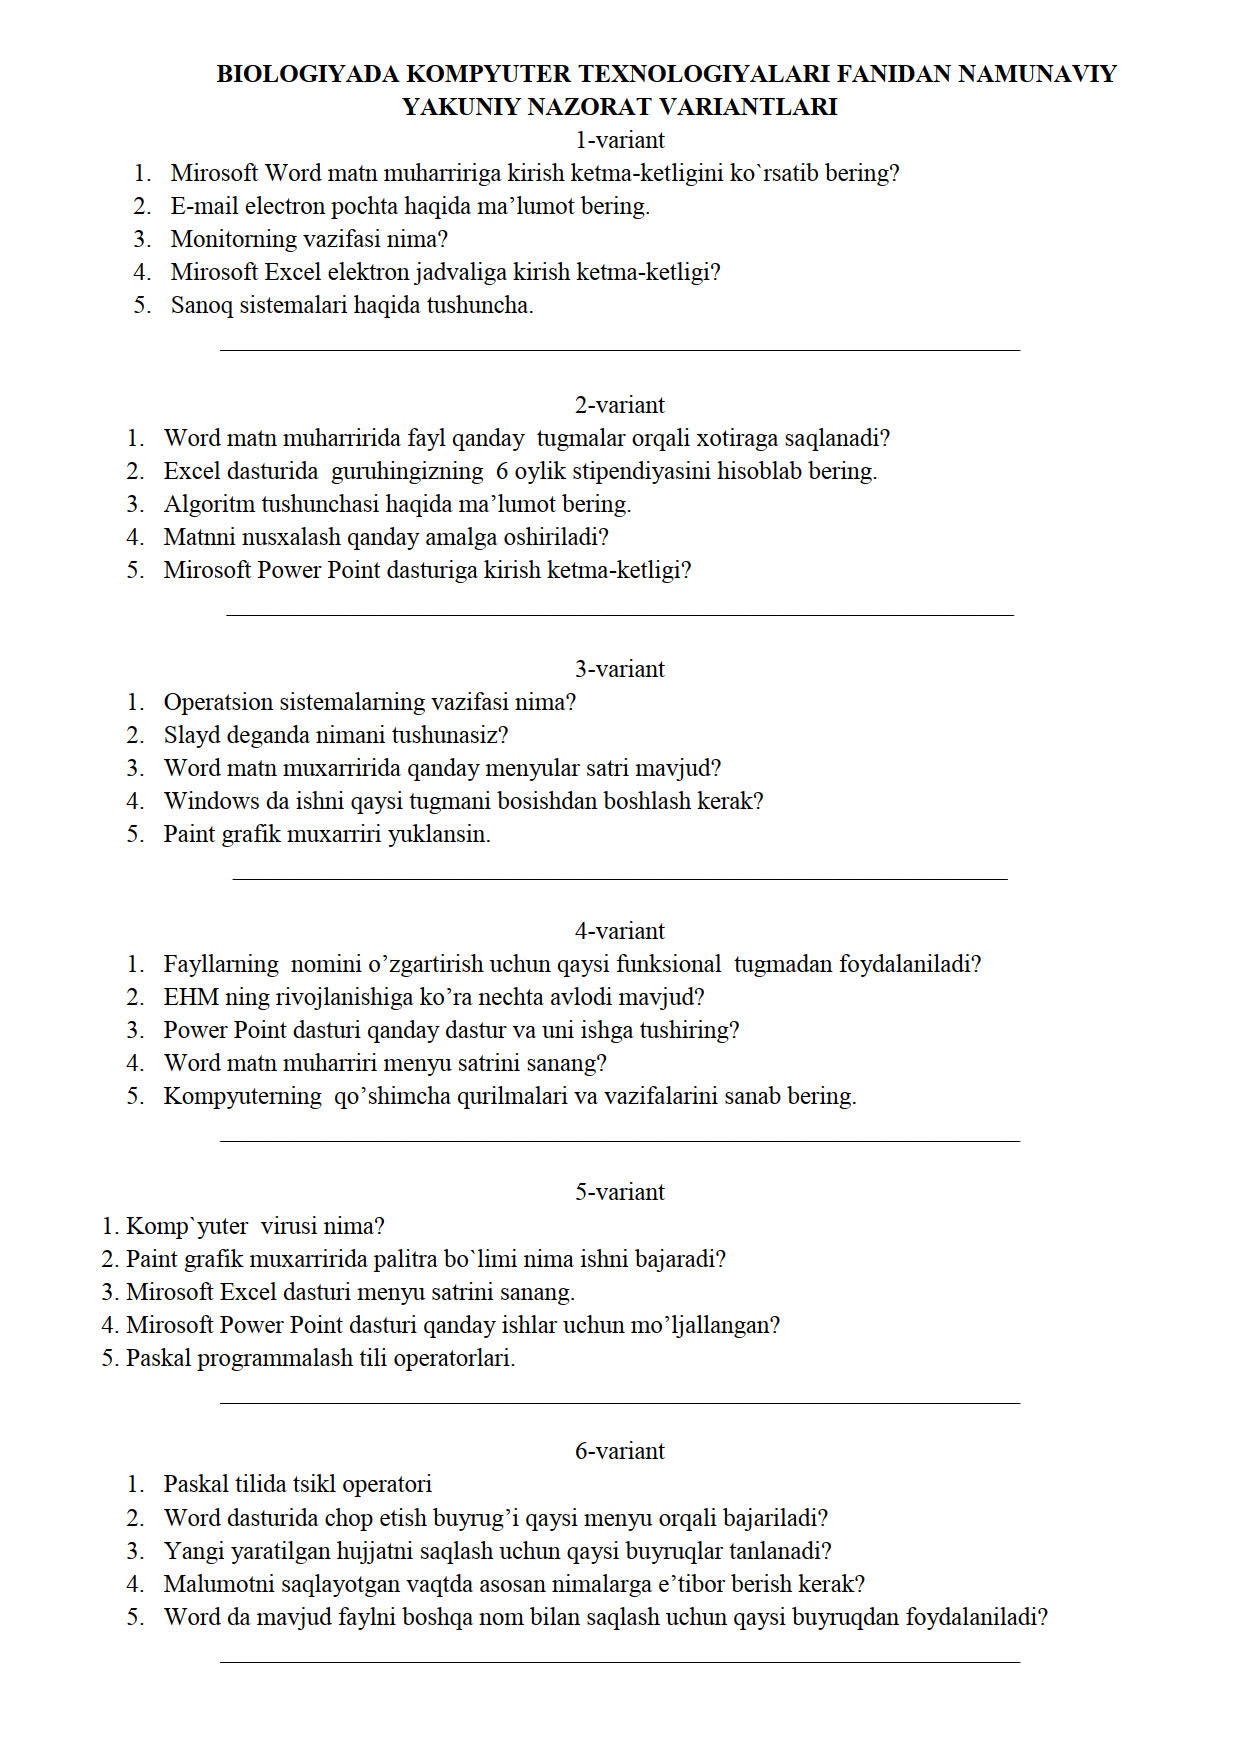 BIOLOGIYADA KOMPYUTER TEXNOLOGIYALARI FANIDAN NAMUNAVIY
YAKUNIY NAZORAT VARIANTLARI
1-variant
1. Mirosoft Word matn muharririga kirish ketma-ketligini ko`rsatib bering?
2. E-mail electron pochta haqida ma’lumot bering.
3. Monitorning vazifasi nima?
4. Mirosoft Excel elektron jadvaliga kirish ketma-ketligi?
5. Sanoq sistemalari haqida tushuncha.
2-variant
1. Word matn muharririda fayl qanday  tugmalar orqali xotiraga saqlanadi?
2. Excel dasturida  guruhingizning  6 oylik stipendiyasini hisoblab bering.
3. Algoritm tushunchasi haqida ma’lumot bering.
4. Matnni nusxalash qanday amalga oshiriladi?
5. Mirosoft Power Point dasturiga kirish ketma-ketligi?
3-variant
1. Operatsion sistemalarning vazifasi nima?
2. Slayd deganda nimani tushunasiz?
3. Word matn muxarririda qanday menyular satri mavjud?
4. Windows da ishni qaysi tugmani bosishdan boshlash kerak?
5. Paint grafik muxarriri yuklansin.
4-variant
1. Fayllarning  nomini o’zgartirish uchun qaysi funksional  tugmadan foydalaniladi?
2. EHM ning rivojlanishiga ko’ra nechta avlodi mavjud?
3. Power Point dasturi qanday dastur va uni ishga tushiring?
4. Word matn muharriri menyu satrini sanang?
5. Kompyuterning  qo’shimcha qurilmalari va vazifalarini sanab bering.
5-variant
1. Komp`yuter  virusi nima?
2. Paint grafik muxarririda palitra bo`limi nima ishni bajaradi?
3. Mirosoft Excel dasturi menyu satrini sanang.
4. Mirosoft Power Point dasturi qanday ishlar uchun mo’ljallangan?
5. Paskal programmalash tili operatorlari.
6-variant
1. Paskal tilida tsikl operatori
2. Word dasturida chop etish buyrug’i qaysi menyu orqali bajariladi?
3. Yangi yaratilgan hujjatni saqlash uchun qaysi buyruqlar tanlanadi?
4. Malumotni saqlayotgan vaqtda asosan nimalarga e’tibor berish kerak?
5. Word da mavjud faylni boshqa nom bilan saqlash uchun qaysi buyruqdan foydalaniladi?